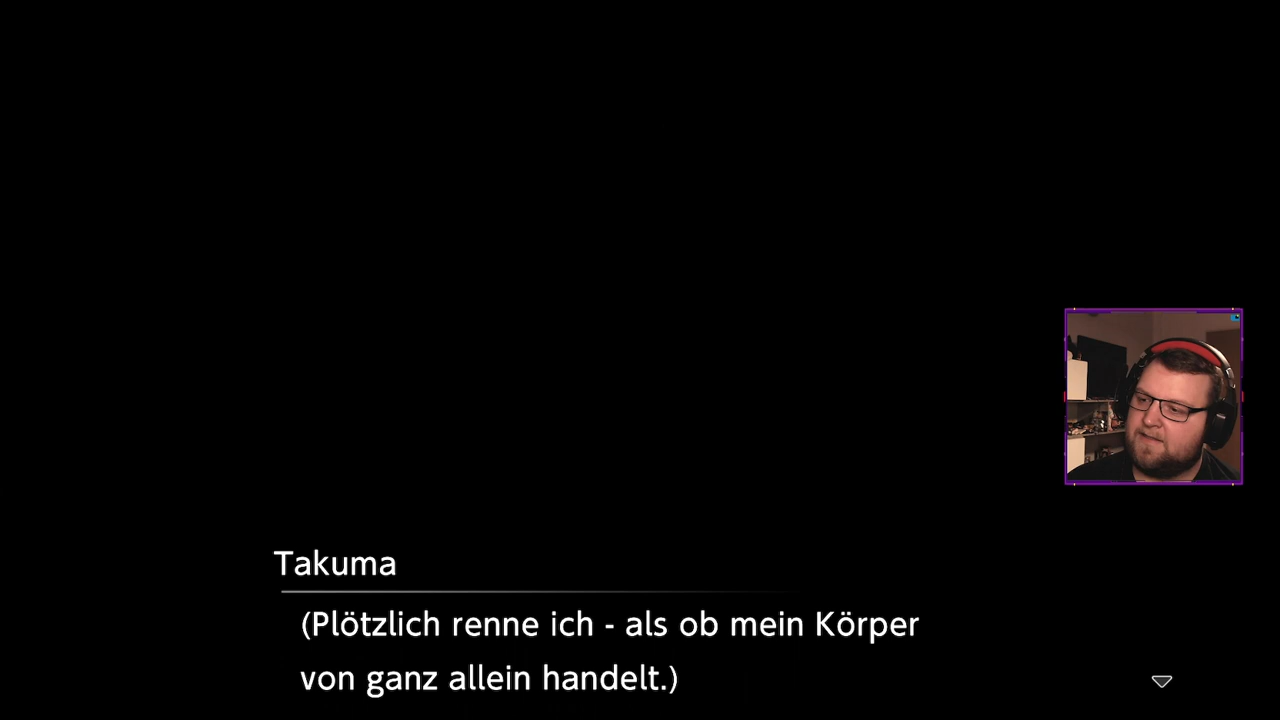 Takuma
(Plötzlich renne ich - als ob mein Körper
von ganz allein handelt.)